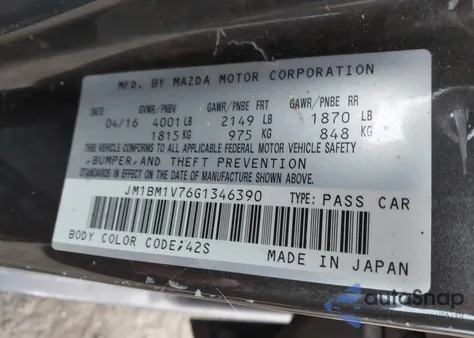 MFD. BY MAZDA MOTOR CORPORATION
DATE GVWR/PNBV GAWR/PNBE FRT GAWR/PNBE RR
04/16 4001 LB 2149 LB 1870 LB
1815 KG 975 KG 848 KG
THIS VEHICLE CONFORMS TO ALL APPLICABLE FEDERAL MOTOR VEHICLE SAFETY,
BUMPER, AND THEFT PREVENTION
STANDARDS IN EFFECT ON THE DATE OF MANUFACTURE SHOWN ABOVE.
JM1BM1V76G1346390 TYPE: PASS CAR
BODY COLOR CODE;42S MADE IN JAPAN
autoSnap